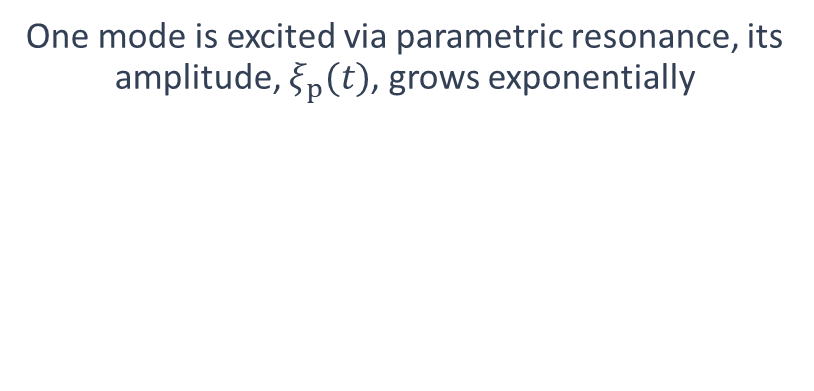 One mode is excited via parametric resonance, its
amplitude, ξₚ(t), grows exponentially